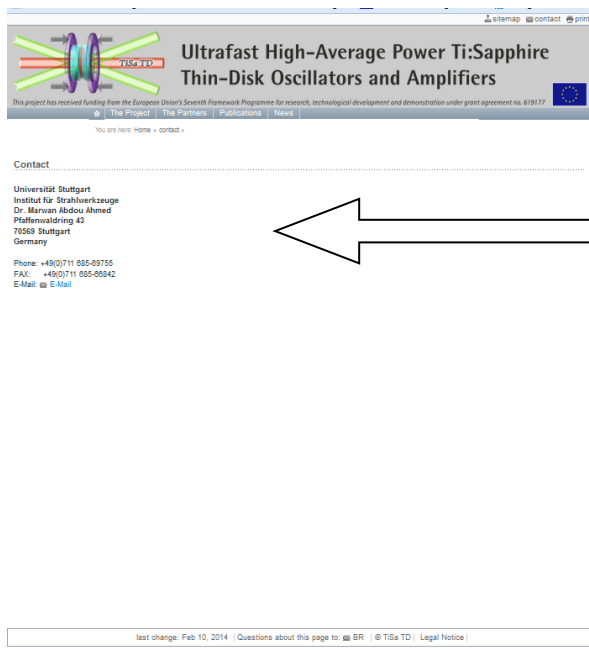 sitemap contact print
TiSa TD
Ultrafast High-Average Power Ti:Sapphire
Thin-Disk Oscillators and Amplifiers
This project has received funding from the European Union's Seventh Framework Programme for research, technological development and demonstration under grant agreement no. 619177
The Project | The Partners | Publications | News |
You are here: Home » contact »
Contact
Universität Stuttgart
Institut für Strahlwerkzeuge
Dr. Marwan Abdou Ahmed
Pfaffenwaldring 43
70569 Stuttgart
Germany
Phone: +49(0)711 685-69755
FAX: +49(0)711 685-66842
E-Mail: E-Mail
last change: Feb 10, 2014 | Questions about this page to: BR | © TiSa TD | Legal Notice |